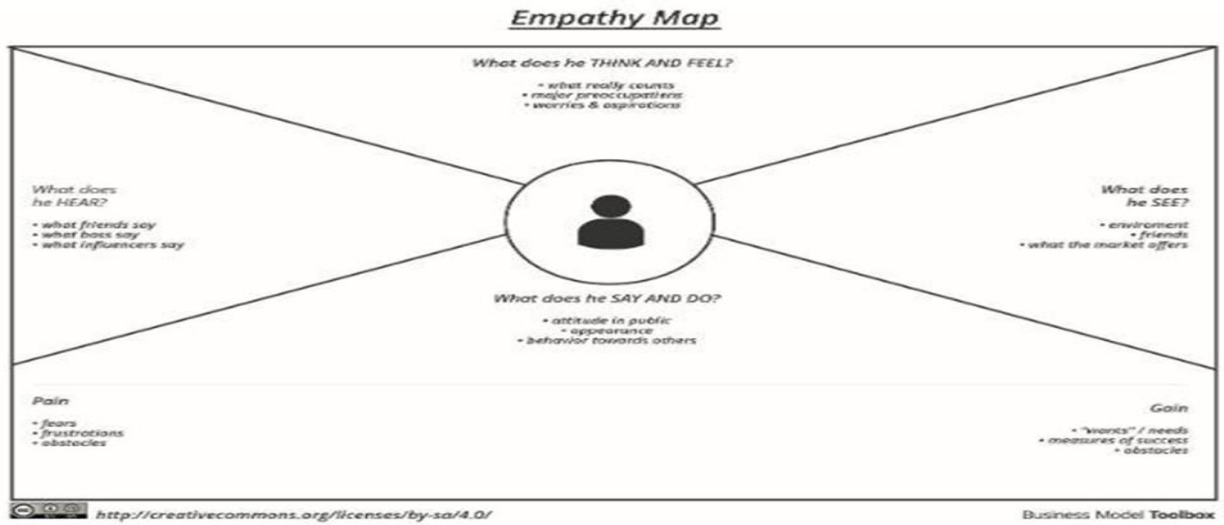 Empathy Map
What does he THINK AND FEEL?
• what really counts
• major preoccupations
• worries & aspirations
What does
he HEAR?
• what friends say
• what boss say
• what influencers say
What does
he SEE?
• enviroment
• friends
• what the market offers
What does he SAY AND DO?
• attitude in public
• appearance
• behavior towards others
Pain
• fears
• frustrations
• obstacles
Gain
• "wants" / needs
• measures of success
• obstacles
http://creativecommons.org/licenses/by-sa/4.0/
Business Model Toolbox